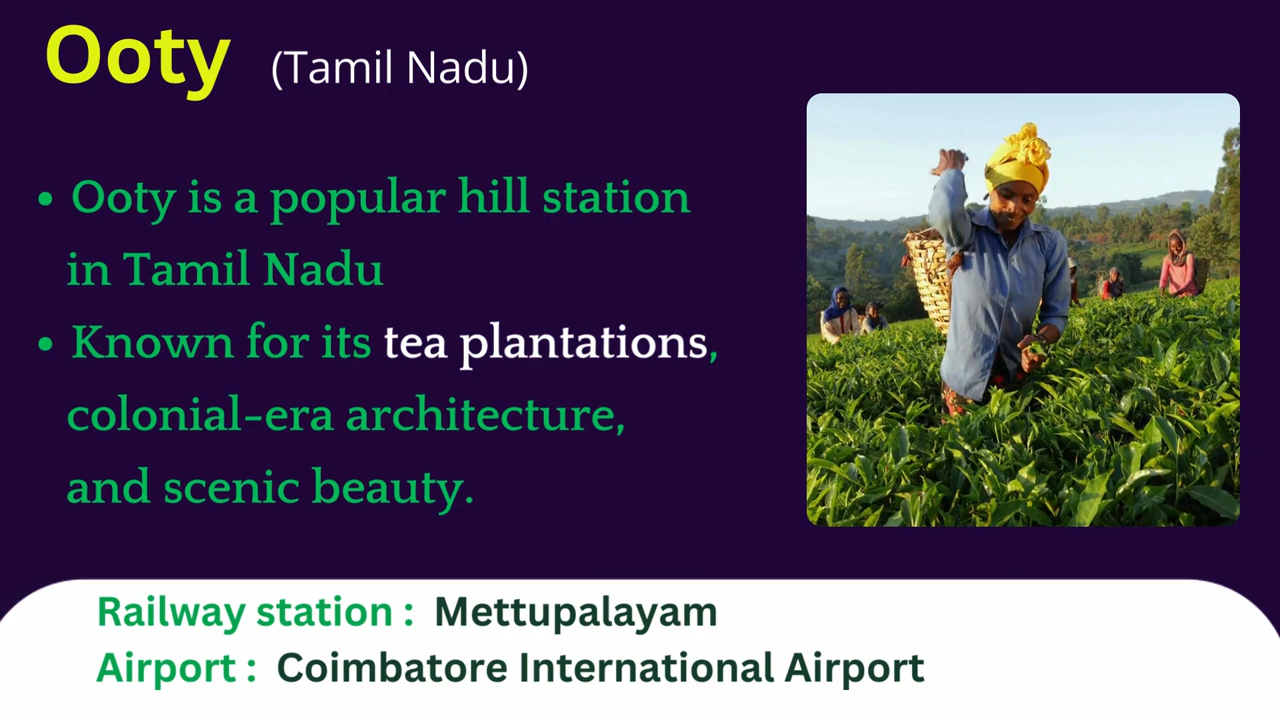 Ooty (Tamil Nadu)
• Ooty is a popular hill station
in Tamil Nadu
• Known for its tea plantations,
colonial-era architecture,
and scenic beauty.
Railway station : Mettupalayam
Airport : Coimbatore International Airport